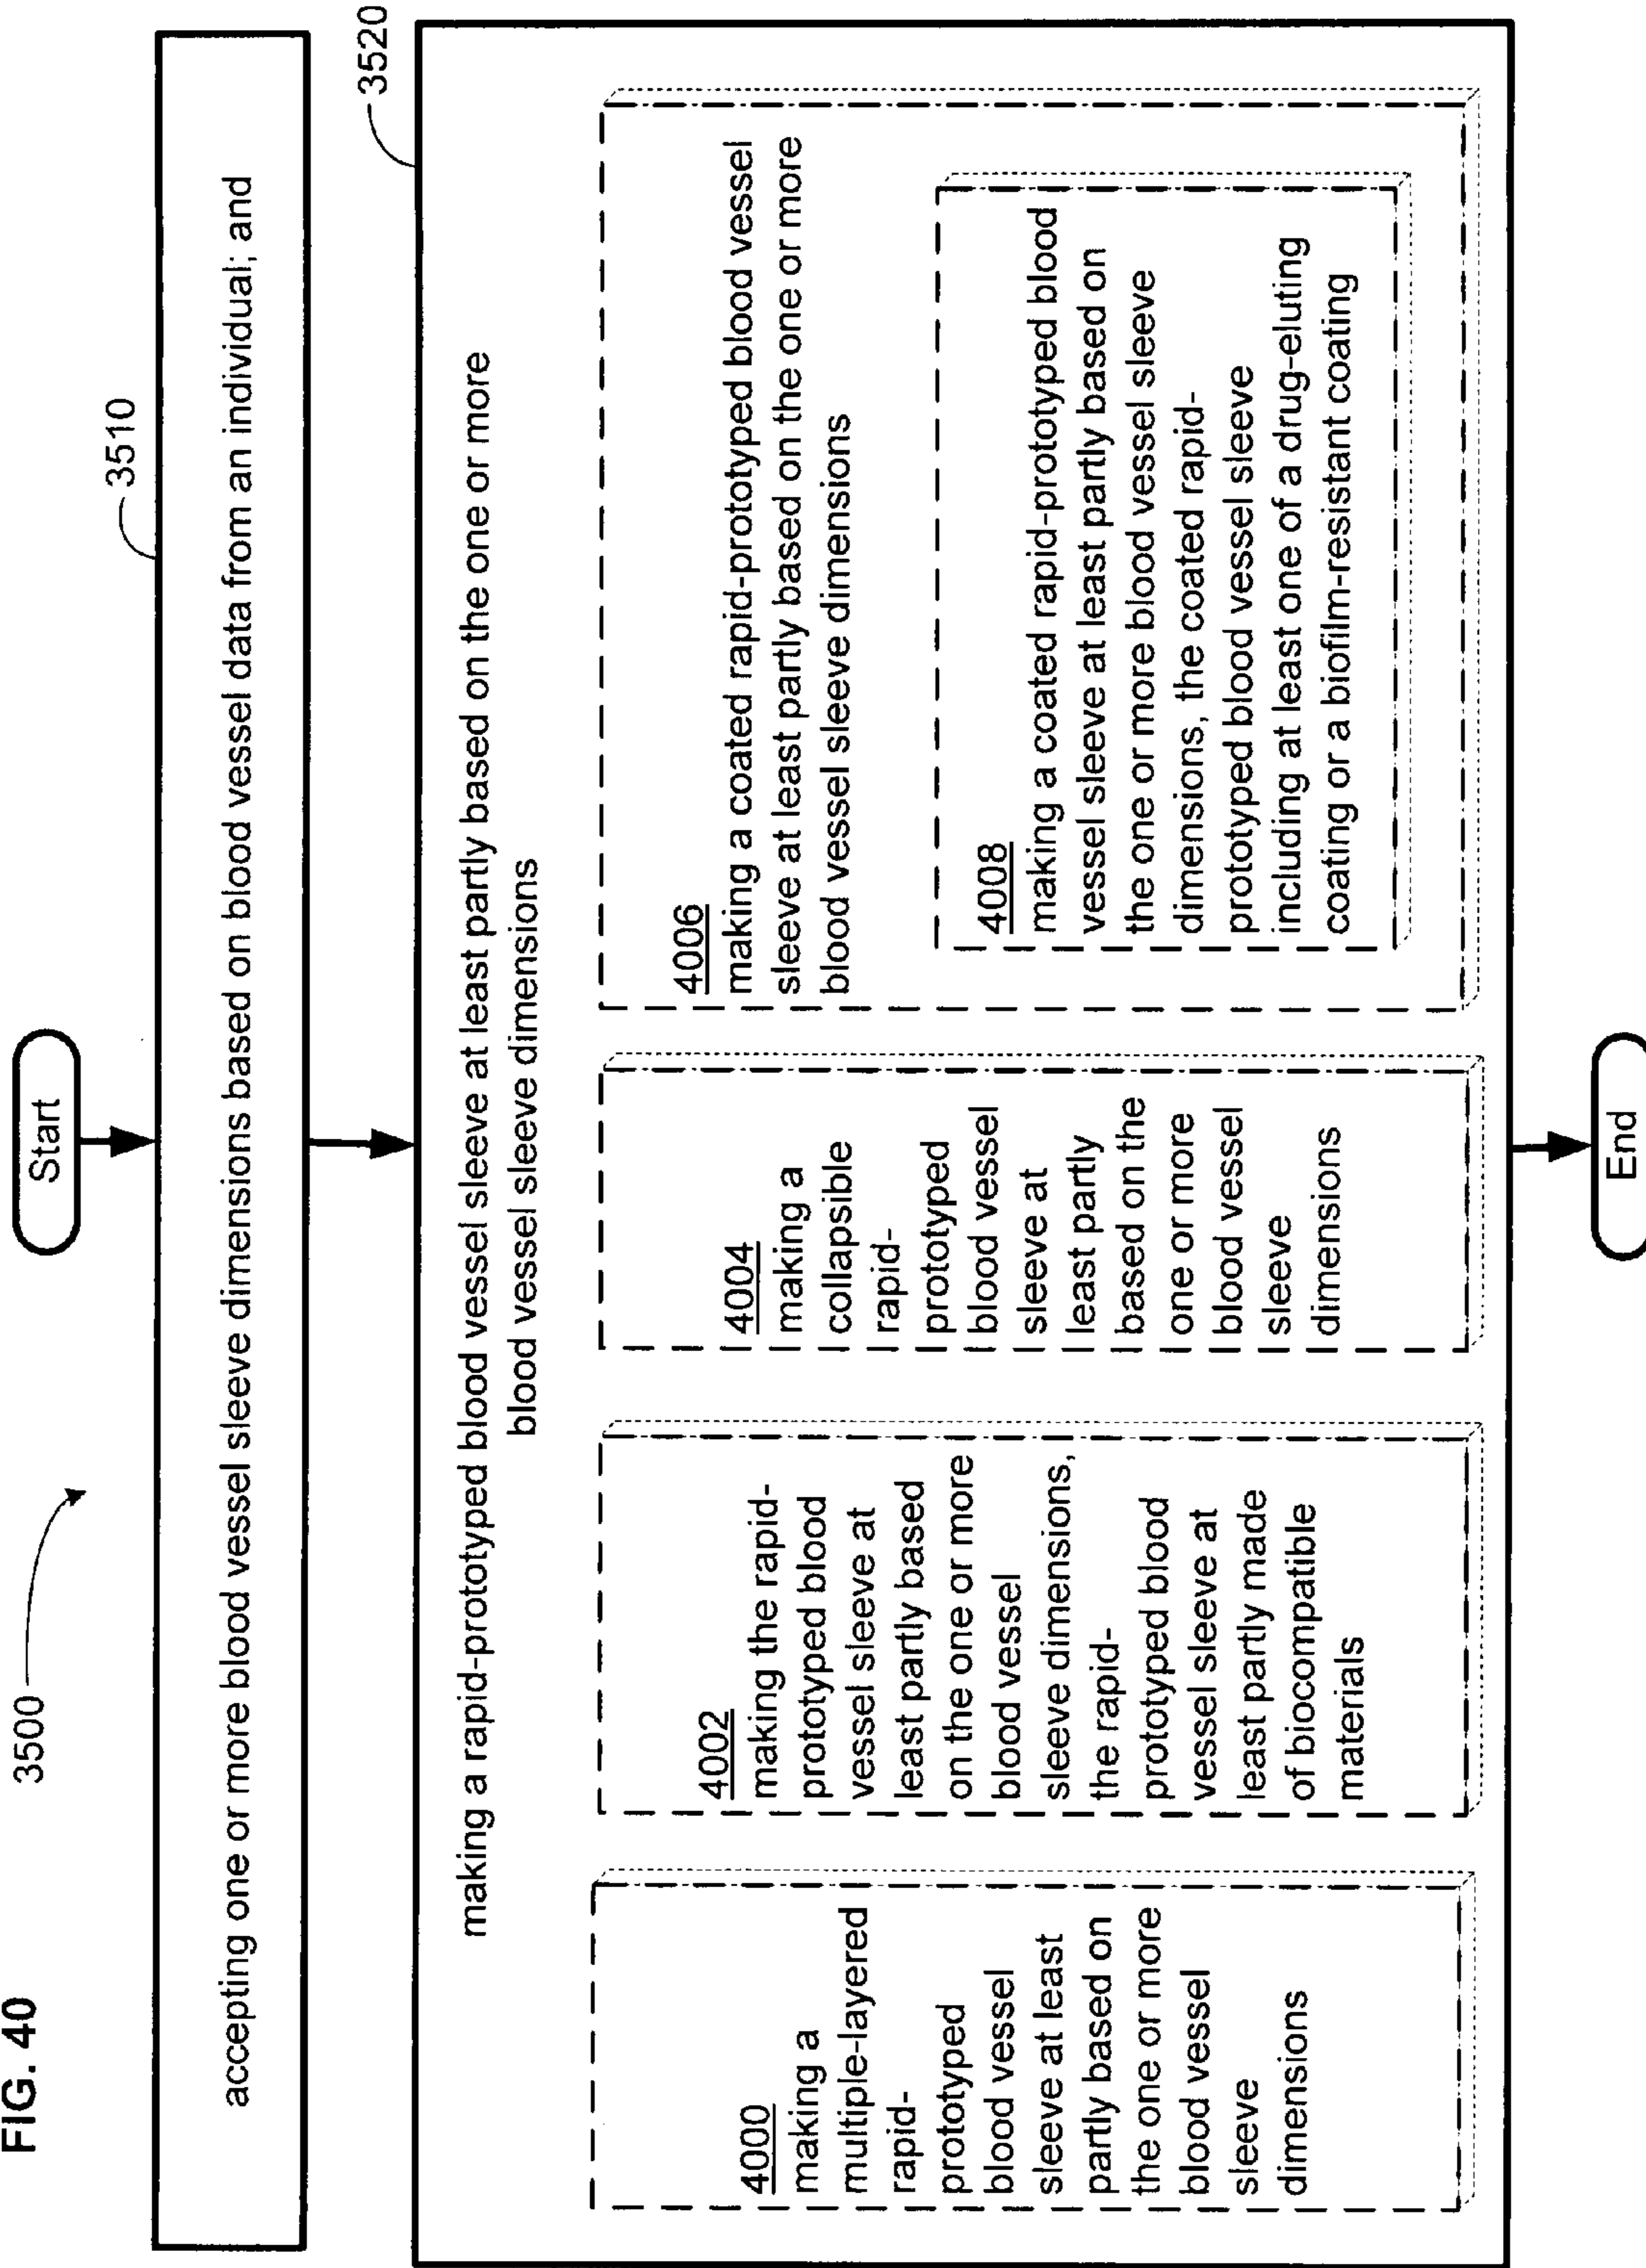 FIG. 40
3500
Start
3510
accepting one or more blood vessel sleeve dimensions based on blood vessel data from an individual; and
3520
making a rapid-prototyped blood vessel sleeve at least partly based on the one or more
blood vessel sleeve dimensions
4000
making a
multiple-layered
rapid-
prototyped
blood vessel
sleeve at least
partly based on
the one or more
blood vessel
sleeve
dimensions
4002
making the rapid-
prototyped blood
vessel sleeve at
least partly based
on the one or more
blood vessel
sleeve dimensions,
the rapid-
prototyped blood
vessel sleeve at
least partly made
of biocompatible
materials
4004
making a
collapsible
rapid-
prototyped
blood vessel
sleeve at
least partly
based on the
one or more
blood vessel
sleeve
dimensions
4006
making a coated rapid-prototyped blood vessel
sleeve at least partly based on the one or more
blood vessel sleeve dimensions
4008
making a coated rapid-prototyped blood
vessel sleeve at least partly based on
the one or more blood vessel sleeve
dimensions, the coated rapid-
prototyped blood vessel sleeve
including at least one of a drug-eluting
coating or a biofilm-resistant coating
End